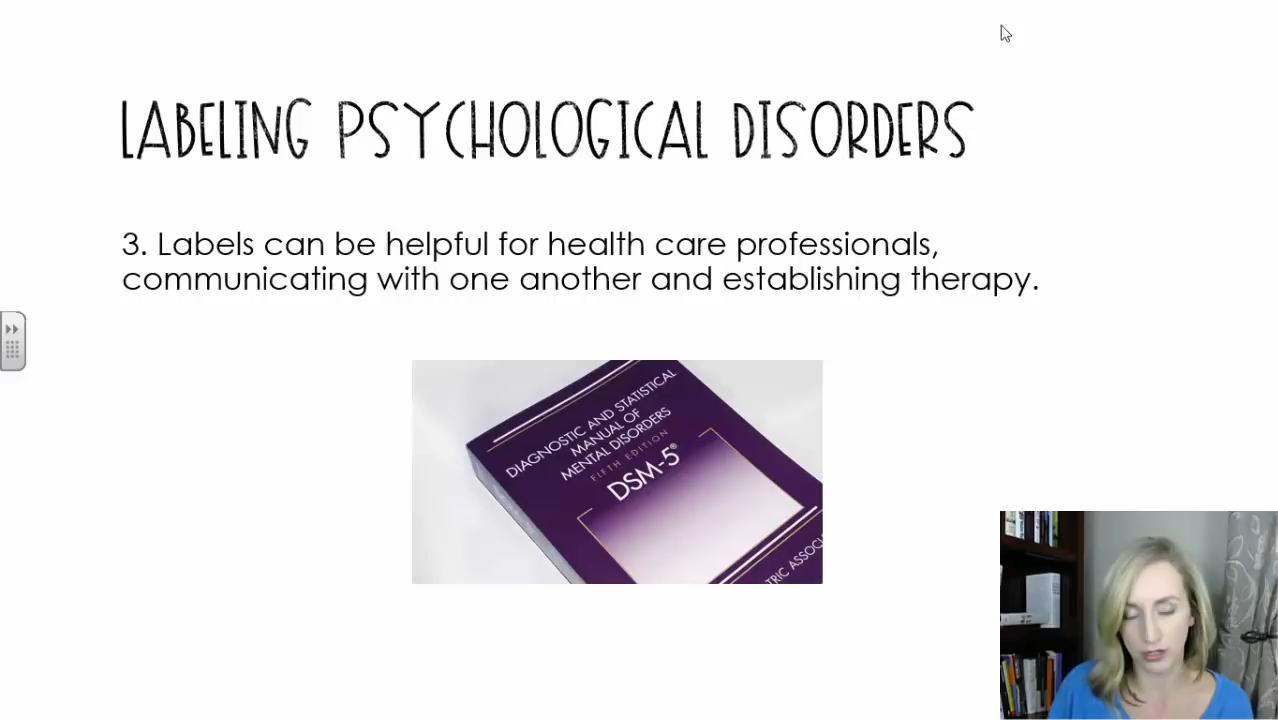 LABELING PSYCHOLOGICAL DISORDERS
3. Labels can be helpful for health care professionals,
communicating with one another and establishing therapy.
DIAGNOSTIC AND STATISTICAL
MANUAL OF
MENTAL DISORDERS
FIFTH EDITION
DSM-5®